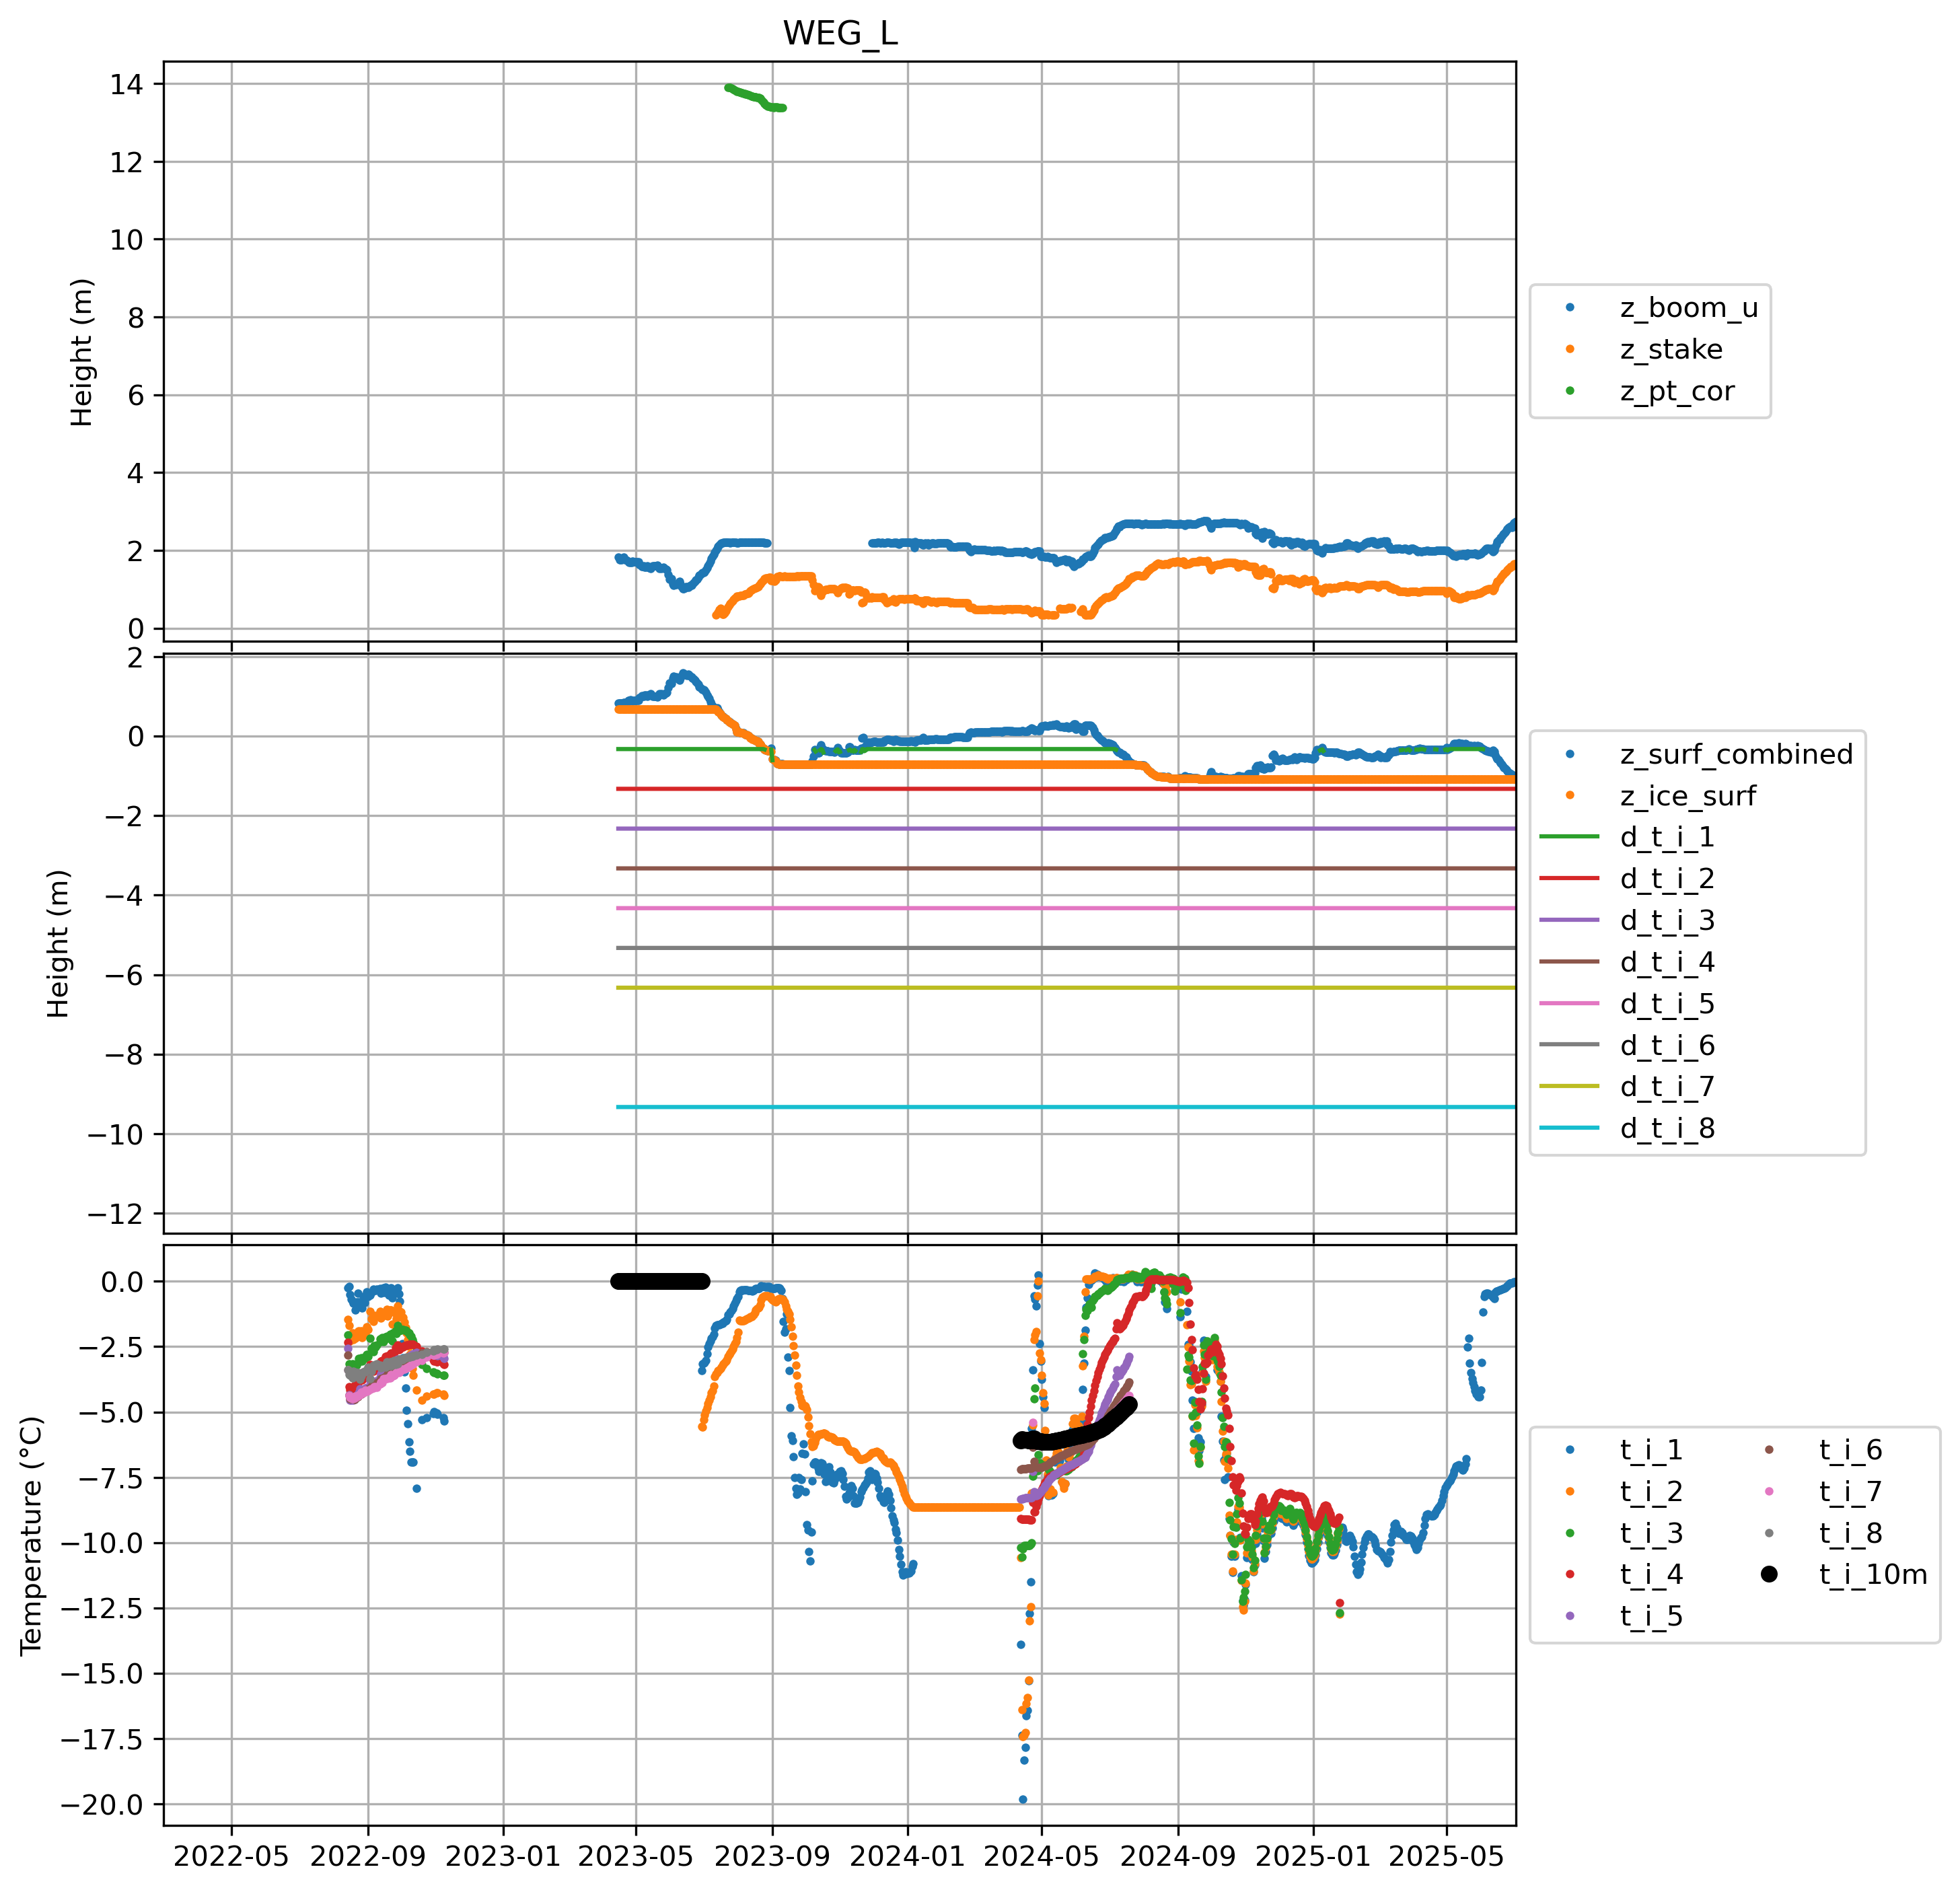 WEG_L
14
12
10
8
6
4
2
0
Height (m)
z_boom_u
z_stake
z_pt_cor
2
0
−2
−4
−6
−8
−10
−12
Height (m)
z_surf_combined
z_ice_surf
d_t_i_1
d_t_i_2
d_t_i_3
d_t_i_4
d_t_i_5
d_t_i_6
d_t_i_7
d_t_i_8
0.0
−2.5
−5.0
−7.5
−10.0
−12.5
−15.0
−17.5
−20.0
Temperature (°C)
t_i_1
t_i_2
t_i_3
t_i_4
t_i_5
t_i_6
t_i_7
t_i_8
t_i_10m
2022-05 2022-09 2023-01 2023-05 2023-09 2024-01 2024-05 2024-09 2025-01 2025-05